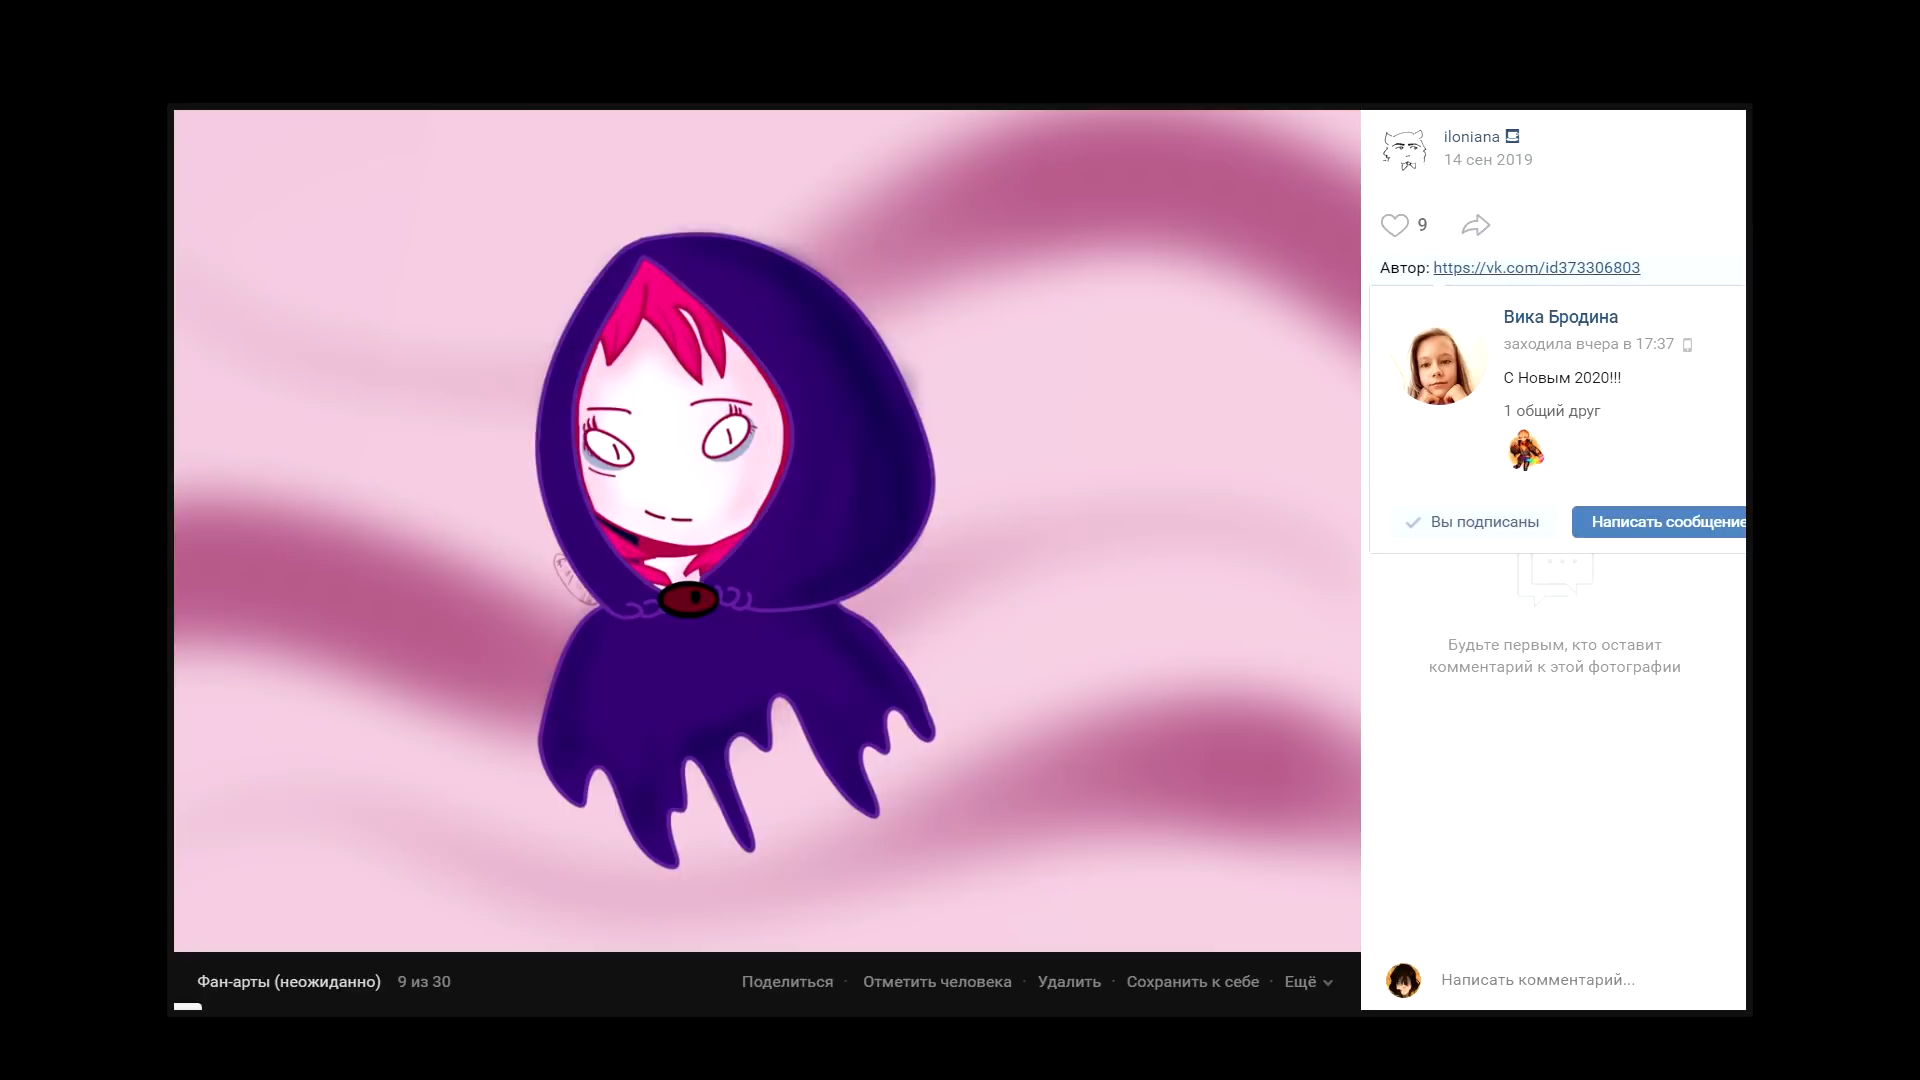 iloniana
14 сен 2019
9
Автор: https://vk.com/id373306803
Вика Бродина
заходила вчера в 17:37
С Новым 2020!!!
1 общий друг
Вы подписаны
Написать сообщение
Будьте первым, кто оставит
комментарий к этой фотографии
Фан-арты (неожиданно) 9 из 30
Поделиться · Отметить человека · Удалить · Сохранить к себе · Ещё
Написать комментарий...